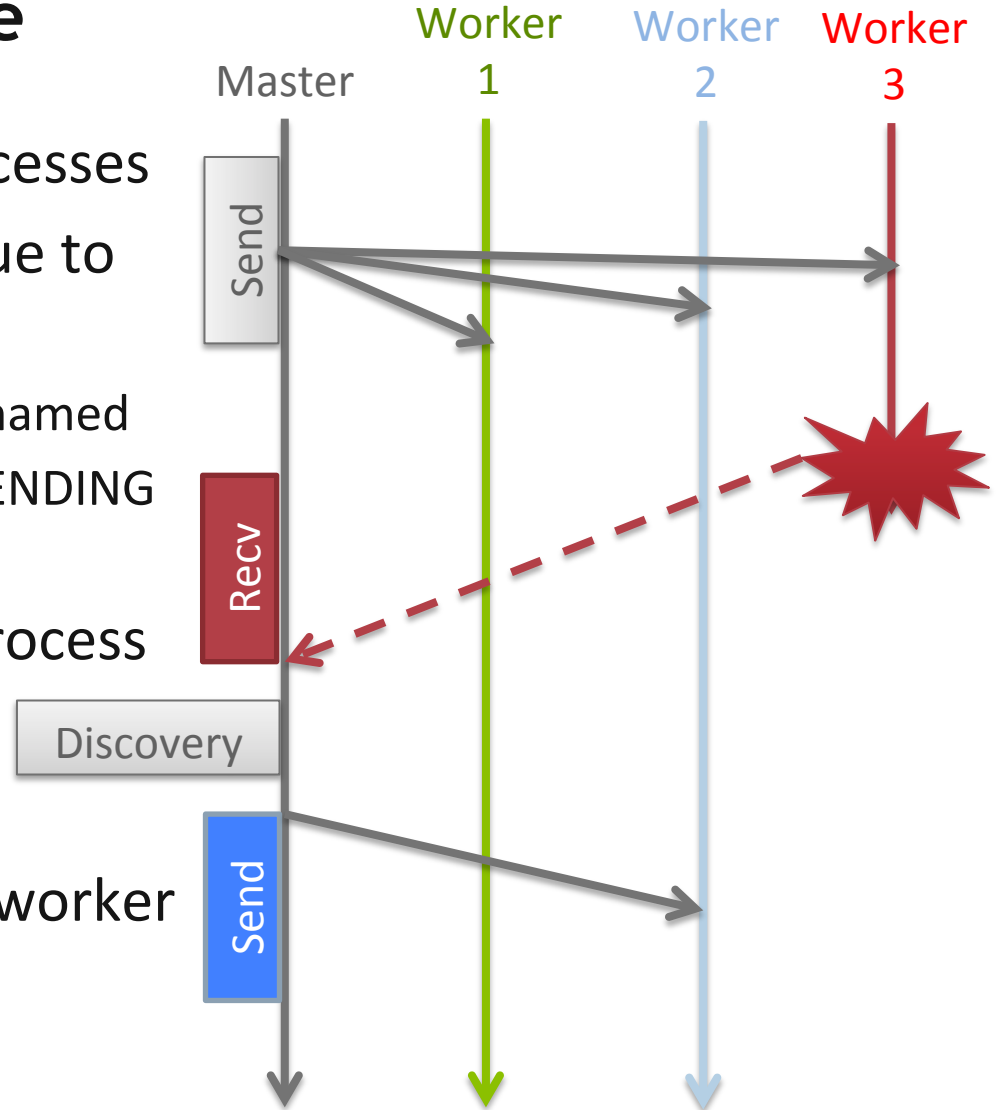 e
cesses
ue to
named
ENDING
rocess
worker
Master
Worker
1
Worker
2
Worker
3
Send
Recv
Discovery
Send